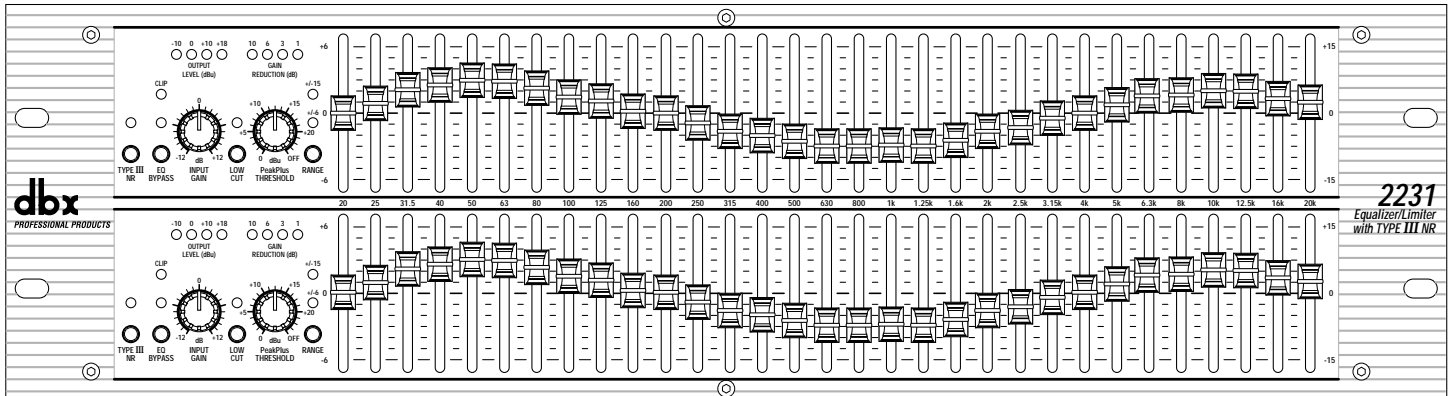 -10 0 +10 +18
OUTPUT
LEVEL (dBu)
10 6 3 1
GAIN
REDUCTION (dB)
CLIP
+/-15
+/-6
0
-12 dB +12
+10 +15
+5 +20
0 dBu OFF
TYPE III
NR
EQ
BYPASS
INPUT
GAIN
LOW
CUT
PeakPlus
THRESHOLD
RANGE
+6
0
-6
+15
0
-15
20 25 31.5 40 50 63 80 100 125 160 200 250 315 400 500 630 800 1k 1.25k 1.6k 2k 2.5k 3.15k 4k 5k 6.3k 8k 10k 12.5k 16k 20k
dbx
PROFESSIONAL PRODUCTS
2231
Equalizer/Limiter
with TYPE III NR
-10 0 +10 +18
OUTPUT
LEVEL (dBu)
10 6 3 1
GAIN
REDUCTION (dB)
CLIP
+/-15
+/-6
0
-12 dB +12
+10 +15
+5 +20
0 dBu OFF
TYPE III
NR
EQ
BYPASS
INPUT
GAIN
LOW
CUT
PeakPlus
THRESHOLD
RANGE
+6
0
-6
+15
0
-15